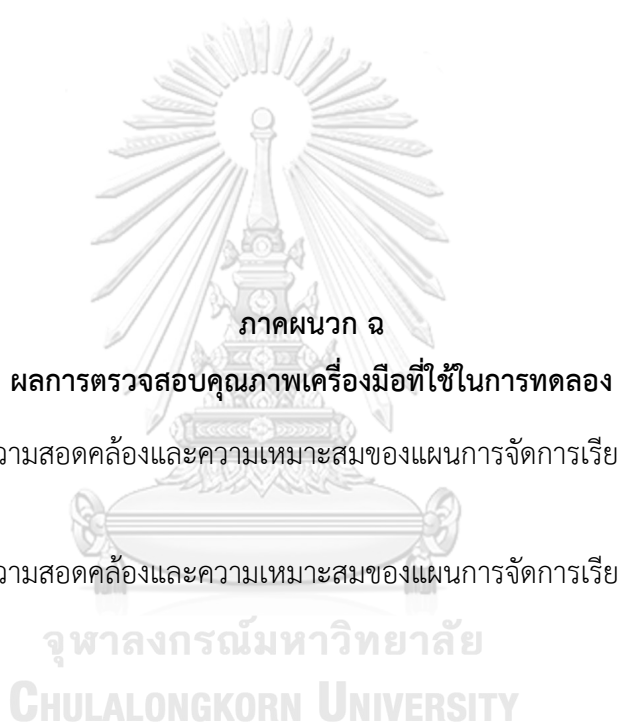 ภาคผนวก ฉ
ผลการตรวจสอบคุณภาพเครื่องมือที่ใช้ในการทดลอง
วามสอดคล้องและความเหมาะสมของแผนการจัดการเรีย
วามสอดคล้องและความเหมาะสมของแผนการจัดการเรีย
จุฬาลงกรณ์มหาวิทยาลัย
CHULALONGKORN UNIVERSITY